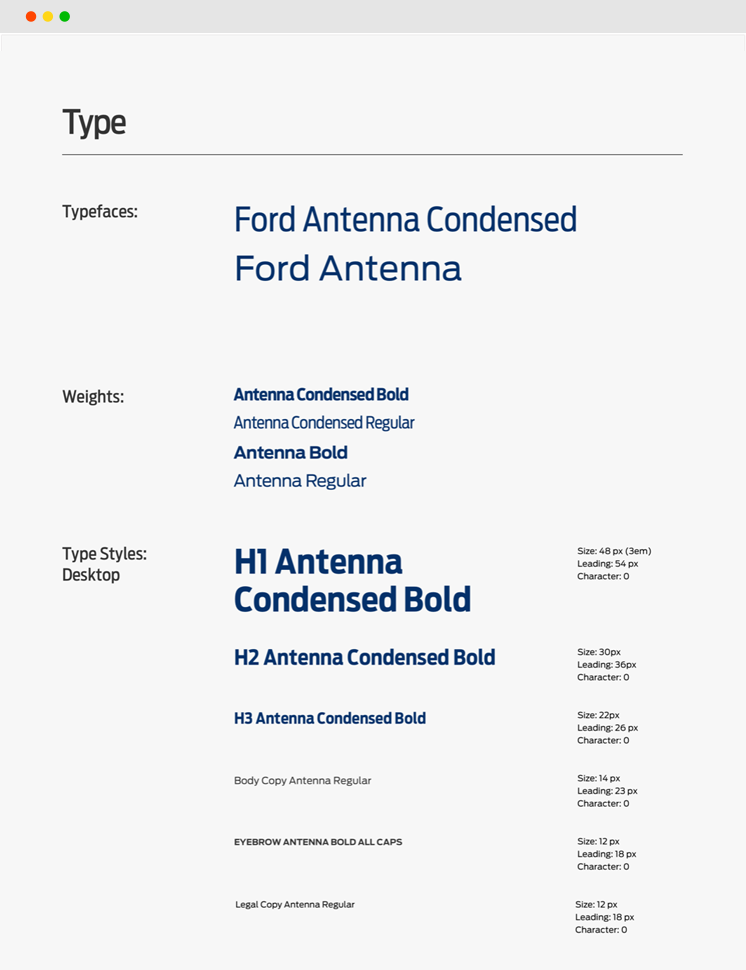 Type
Typefaces:
Ford Antenna Condensed
Ford Antenna
Weights:
Antenna Condensed Bold
Antenna Condensed Regular
Antenna Bold
Antenna Regular
Type Styles:
Desktop
H1 Antenna
Condensed Bold
Size: 48 px (3em)
Leading: 54 px
Character: 0
H2 Antenna Condensed Bold
Size: 30px
Leading: 36px
Character: 0
H3 Antenna Condensed Bold
Size: 22px
Leading: 26 px
Character: 0
Body Copy Antenna Regular
Size: 14 px
Leading: 23 px
Character: 0
EYEBROW ANTENNA BOLD ALL CAPS
Size: 12 px
Leading: 18 px
Character: 0
Legal Copy Antenna Regular
Size: 12 px
Leading: 18 px
Character: 0